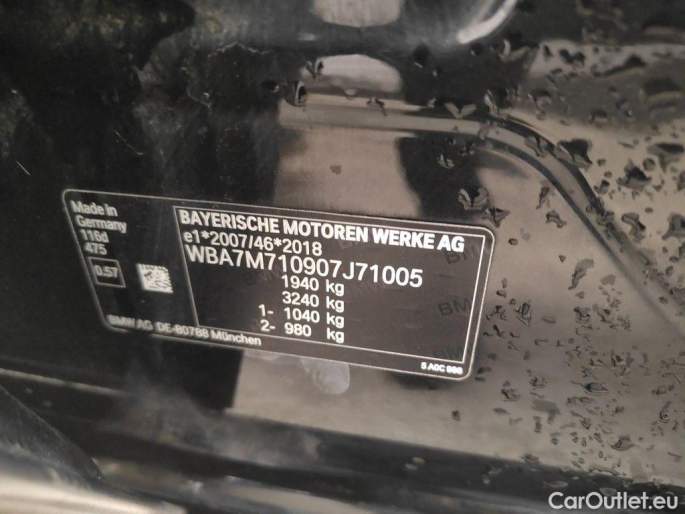 Made in
Germany
116d
475
0.57
BAYERISCHE MOTOREN WERKE AG
e1*2007/46*2018
WBA7M710907J71005
1940 kg
3240 kg
1- 1040 kg
2- 980 kg
BMW AG DE-80788 München
CarOutlet.eu